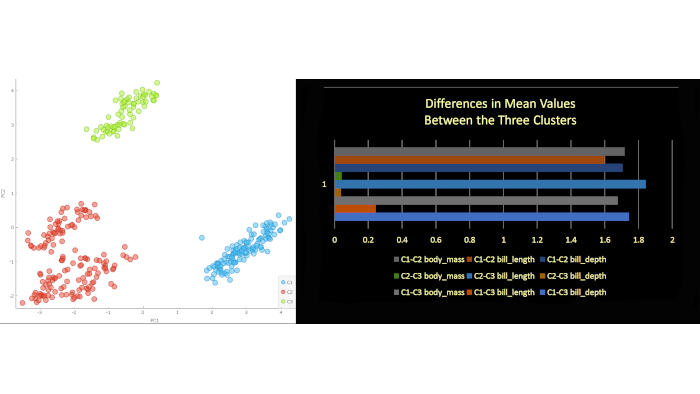 4
3
2
1
0
-1
-2
PC2
-3
-2
-1
0
1
2
3
4
PC1
C1
C2
C3
Differences in Mean Values
Between the Three Clusters
1
0 0.2 0.4 0.6 0.8 1 1.2 1.4 1.6 1.8 2
C1-C2 body_mass C1-C2 bill_length C1-C2 bill_depth
C2-C3 body_mass C2-C3 bill_length C2-C3 bill_depth
C1-C3 body_mass C1-C3 bill_length C1-C3 bill_depth